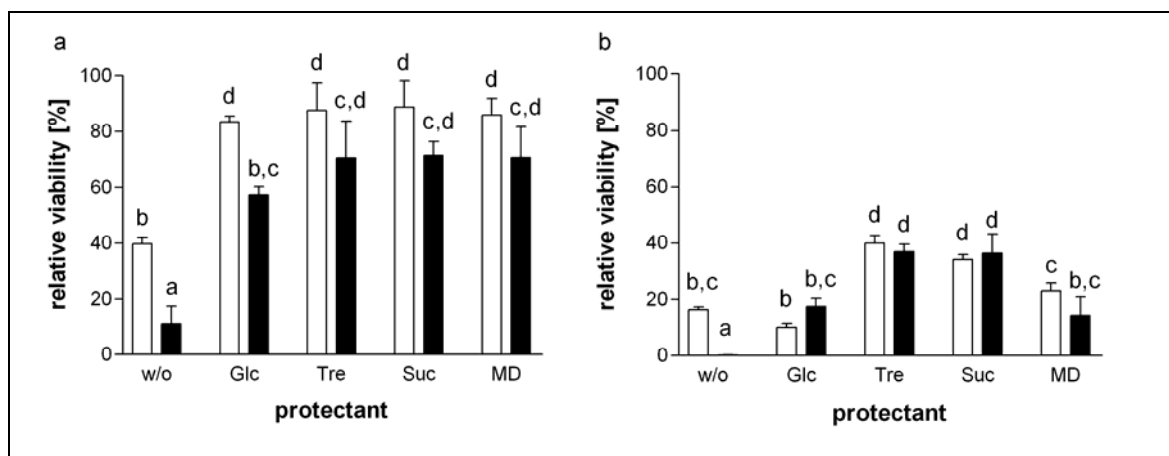 a
relative viability [%]
100
80
60
40
20
0
b
a
d
b,c
d
c,d
d
c,d
d
c,d
w/o Glc Tre Suc MD
protectant
b
relative viability [%]
100
80
60
40
20
0
b,c
a
b
b,c
d
d
d
d
c
b,c
w/o Glc Tre Suc MD
protectant